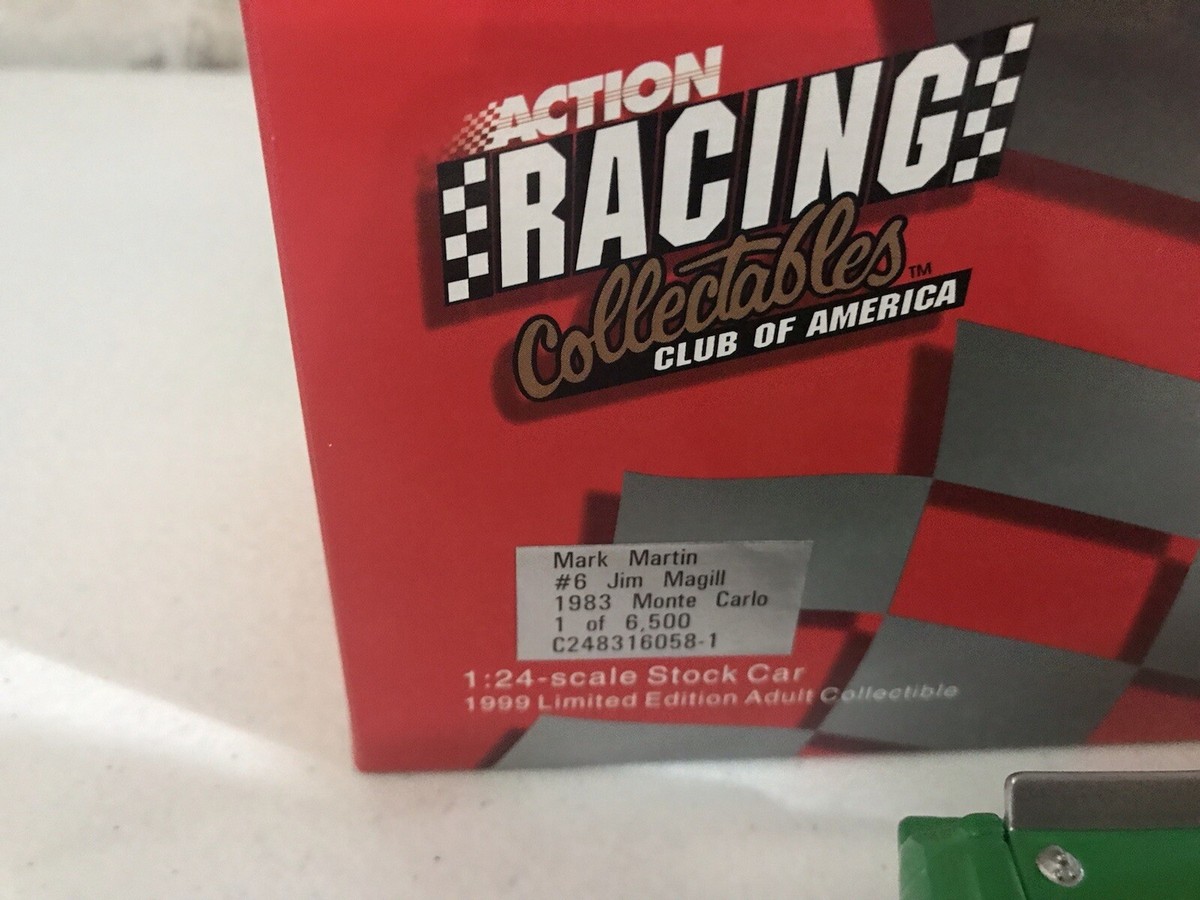 ACTION
RACING
Collectables™
CLUB OF AMERICA
Mark Martin
#6 Jim Magill
1983 Monte Carlo
1 of 6,500
C248316058-1
1:24-scale Stock Car
1999 Limited Edition Adult Collectible